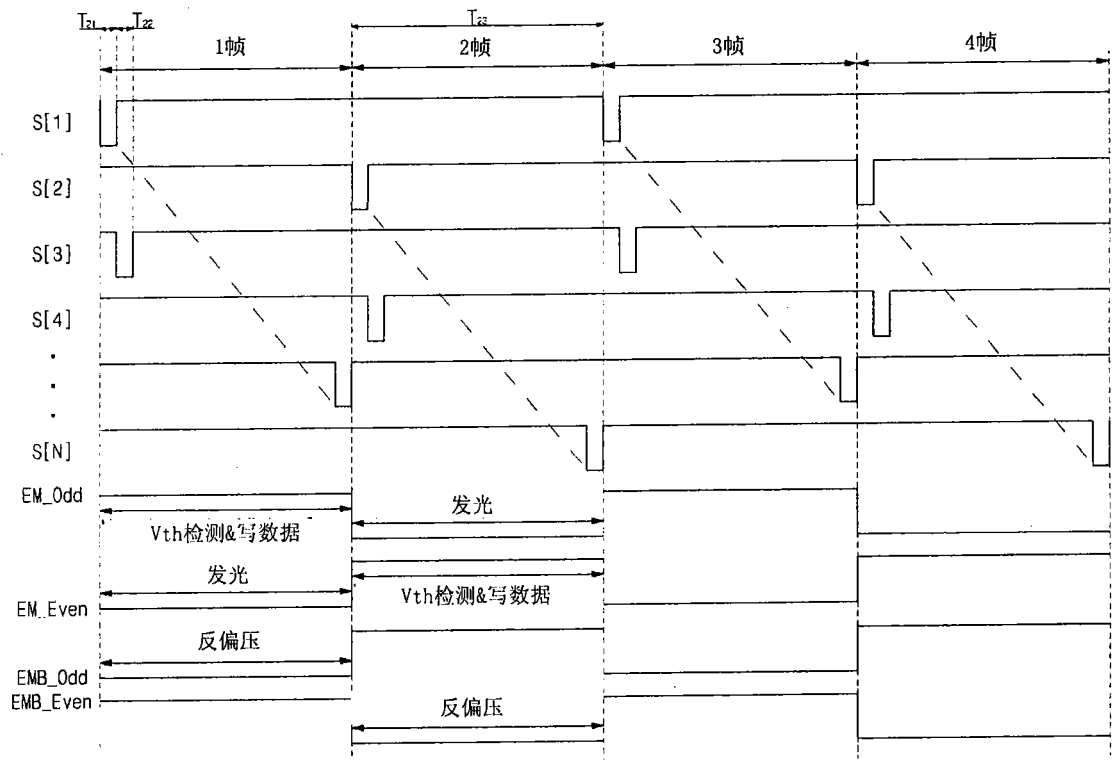 T21 T22 T23
1帧 2帧 3帧 4帧
S[1]
S[2]
S[3]
S[4]
S[N]
EM_Odd
发光
Vth检测&写数据
发光
Vth检测&写数据
EM_Even
反偏压
EMB_Odd
EMB_Even
反偏压